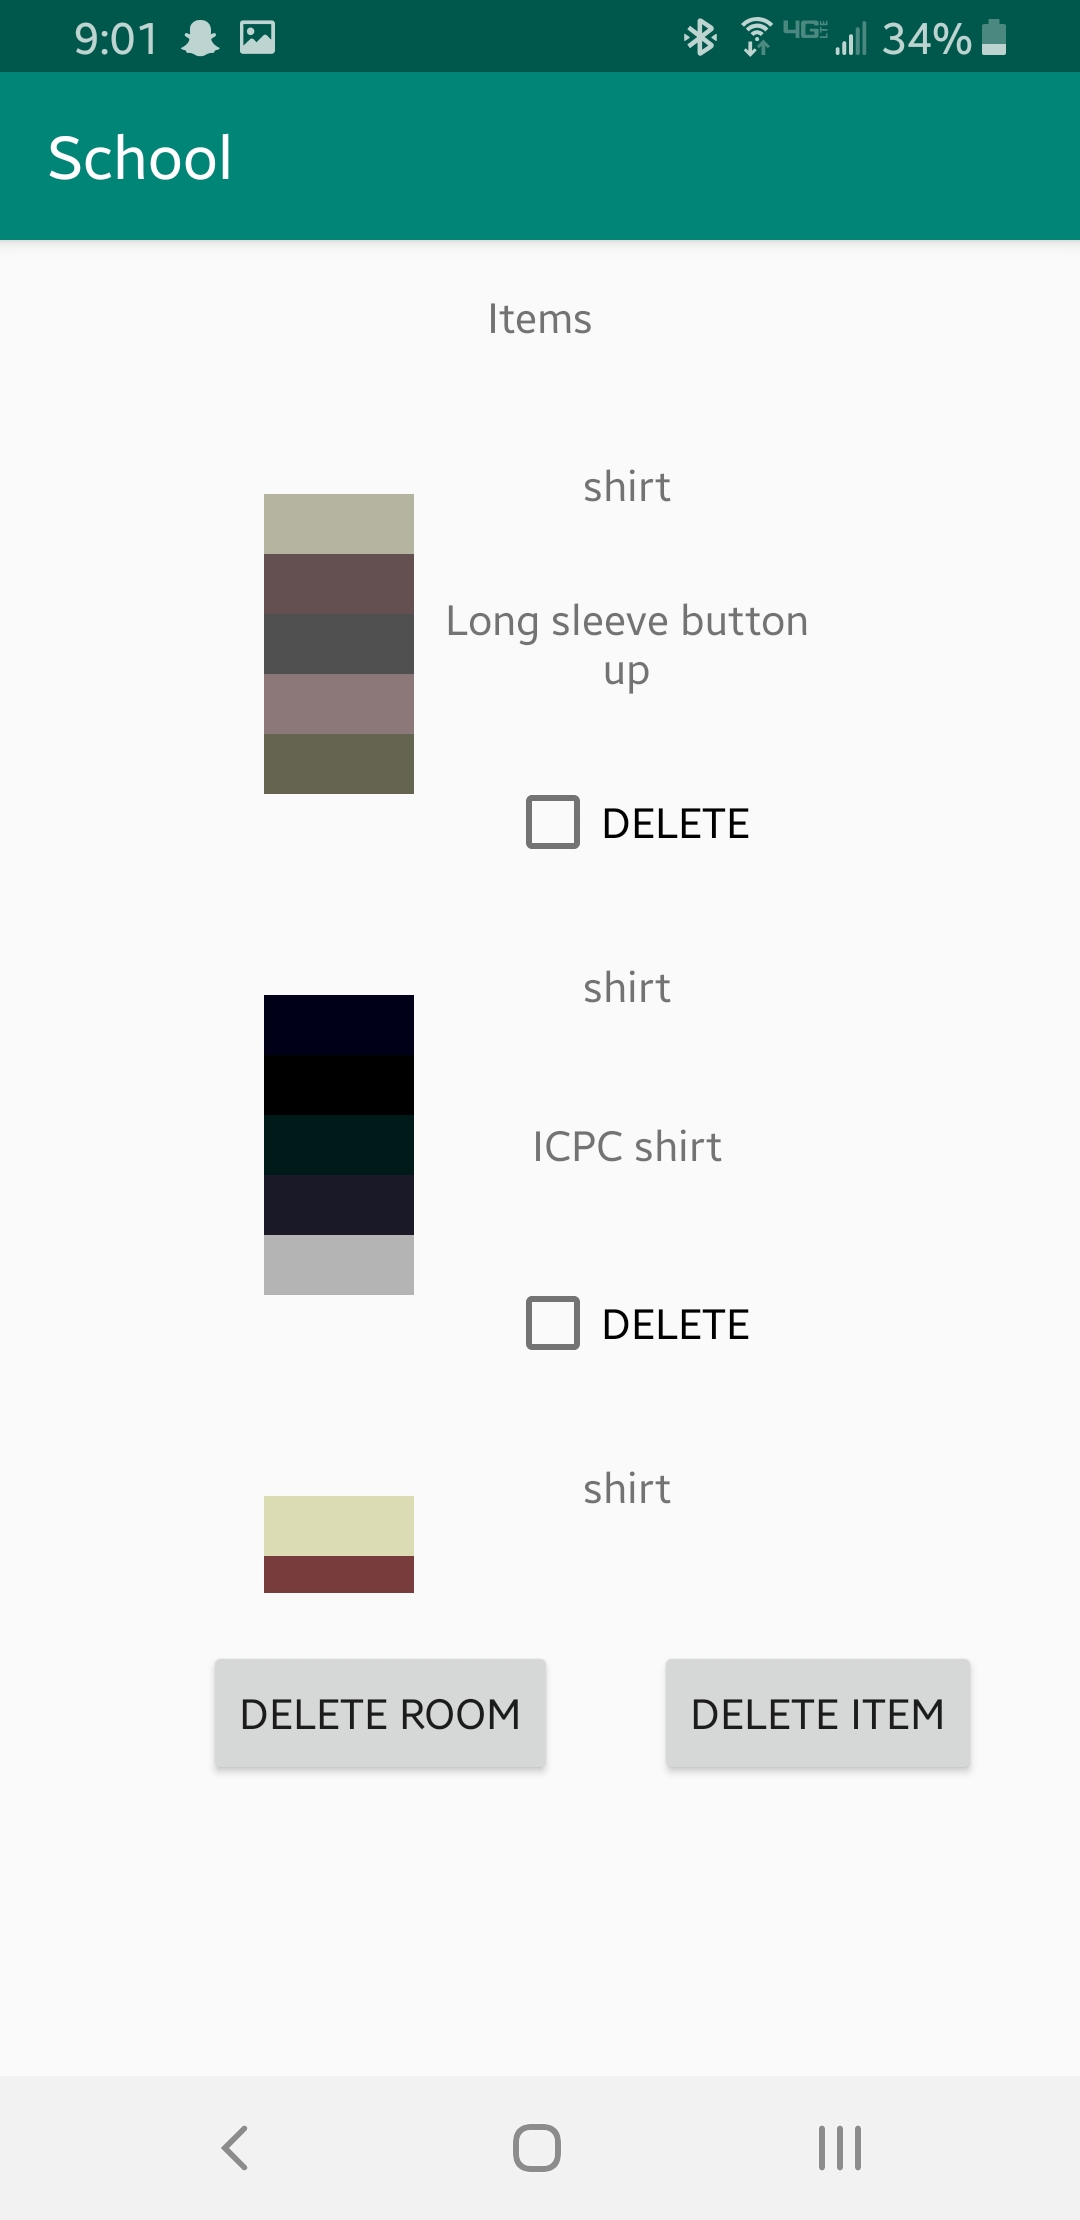 9:01 4G LTE 34%
School
Items
shirt
Long sleeve button
up
DELETE
shirt
ICPC shirt
DELETE
shirt
DELETE ROOM DELETE ITEM